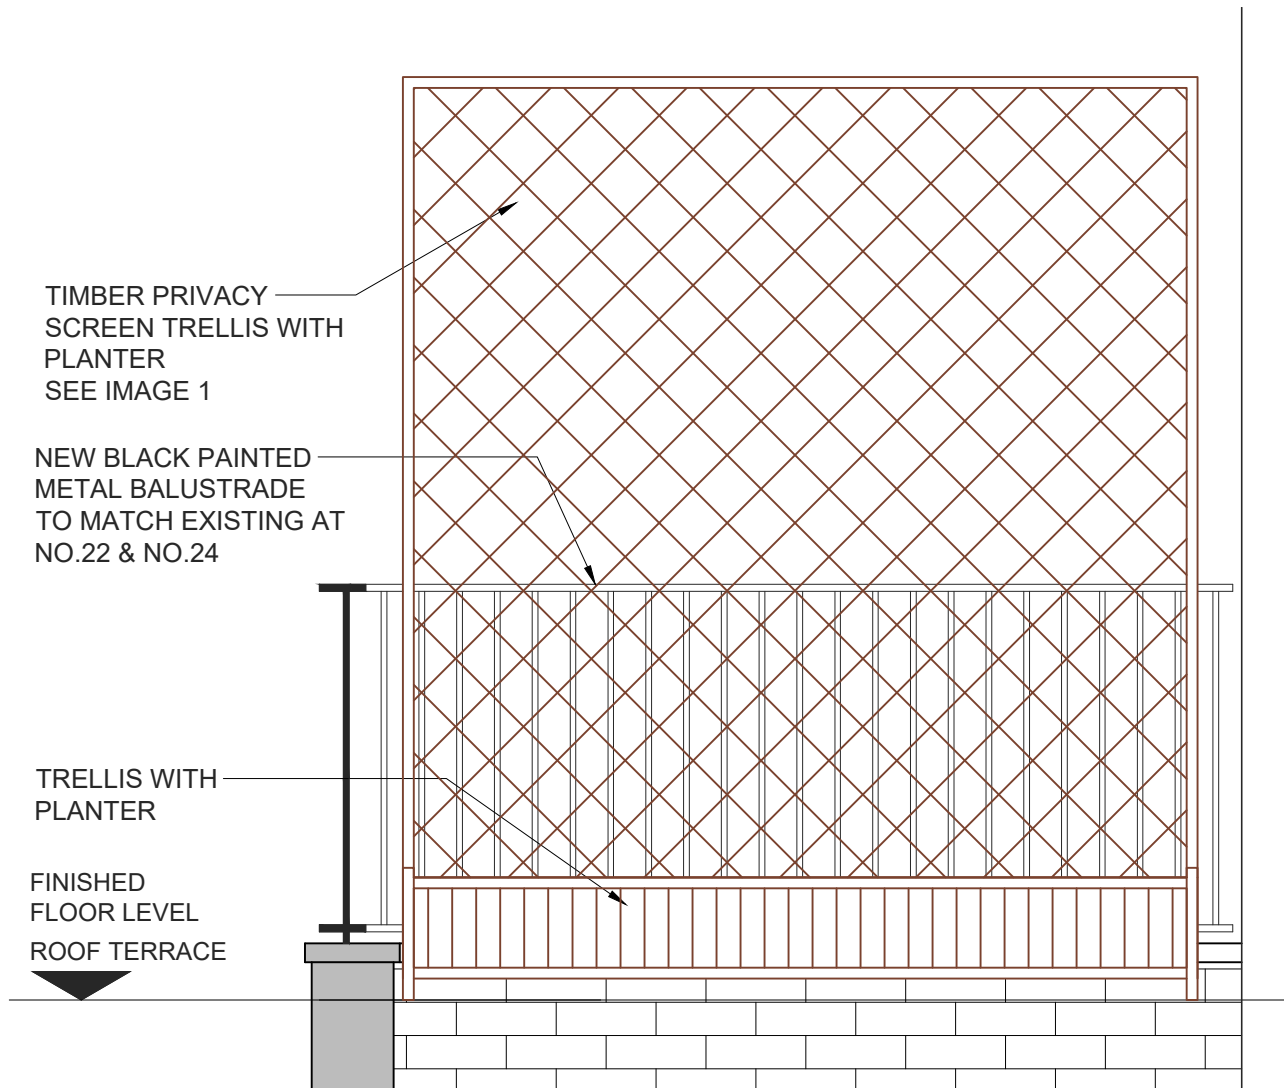 TIMBER PRIVACY
SCREEN TRELLIS WITH
PLANTER
SEE IMAGE 1
NEW BLACK PAINTED
METAL BALUSTRADE
TO MATCH EXISTING AT
NO.22 & NO.24
TRELLIS WITH
PLANTER
FINISHED
FLOOR LEVEL
ROOF TERRACE